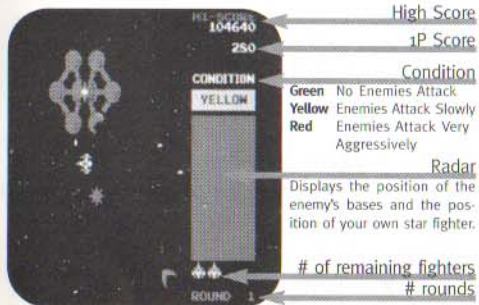 HI-SCORE
104640
High Score
280
1P Score
CONDITION
Condition
YELLOW
Green No Enemies Attack
Yellow Enemies Attack Slowly
Red Enemies Attack Very
Aggressively
Radar
Displays the position of the
enemy's bases and the pos-
ition of your own star fighter.
# of remaining fighters
ROUND 1
# rounds